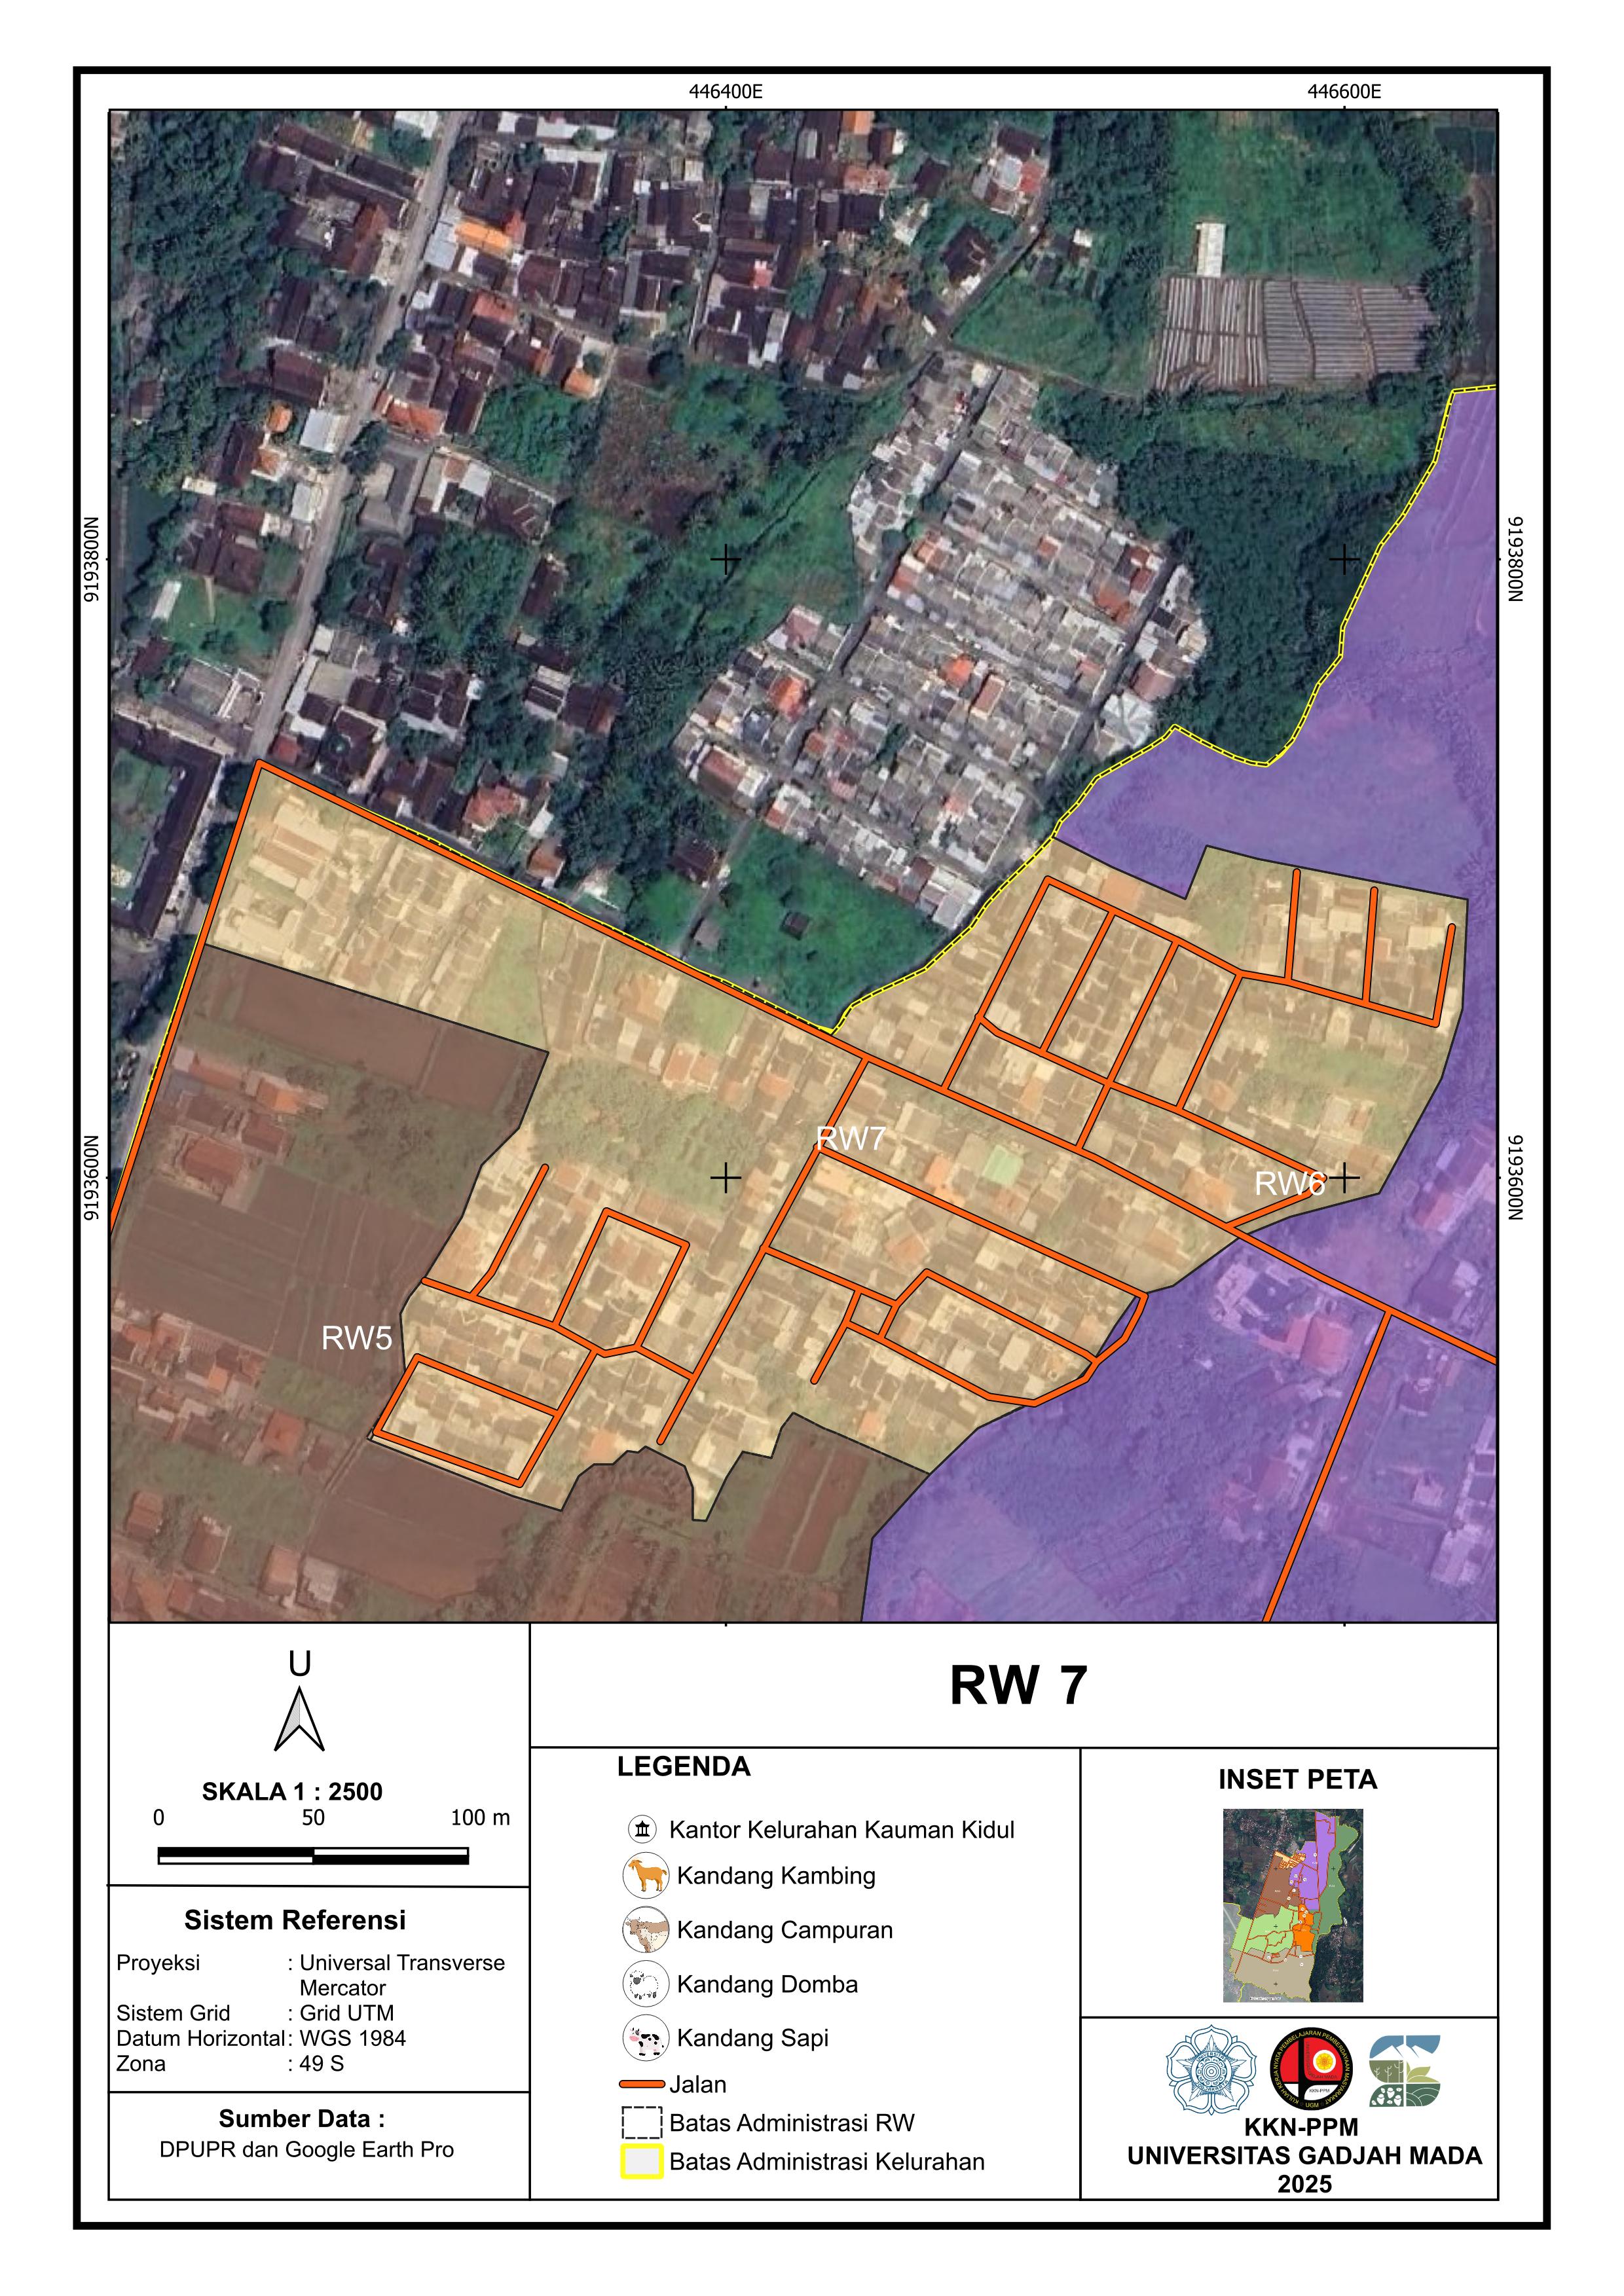 446400E
446600E
9193800N
9193800N
9193600N
9193600N
RW7
RW6
RW5
U
SKALA 1 : 2500
0 50 100 m
Sistem Referensi
Proyeksi : Universal Transverse
Mercator
Sistem Grid : Grid UTM
Datum Horizontal : WGS 1984
Zona : 49 S
Sumber Data :
DPUPR dan Google Earth Pro
RW 7
LEGENDA
Kantor Kelurahan Kauman Kidul
Kandang Kambing
Kandang Campuran
Kandang Domba
Kandang Sapi
Jalan
Batas Administrasi RW
Batas Administrasi Kelurahan
INSET PETA
KKN-PPM
UNIVERSITAS GADJAH MADA
2025